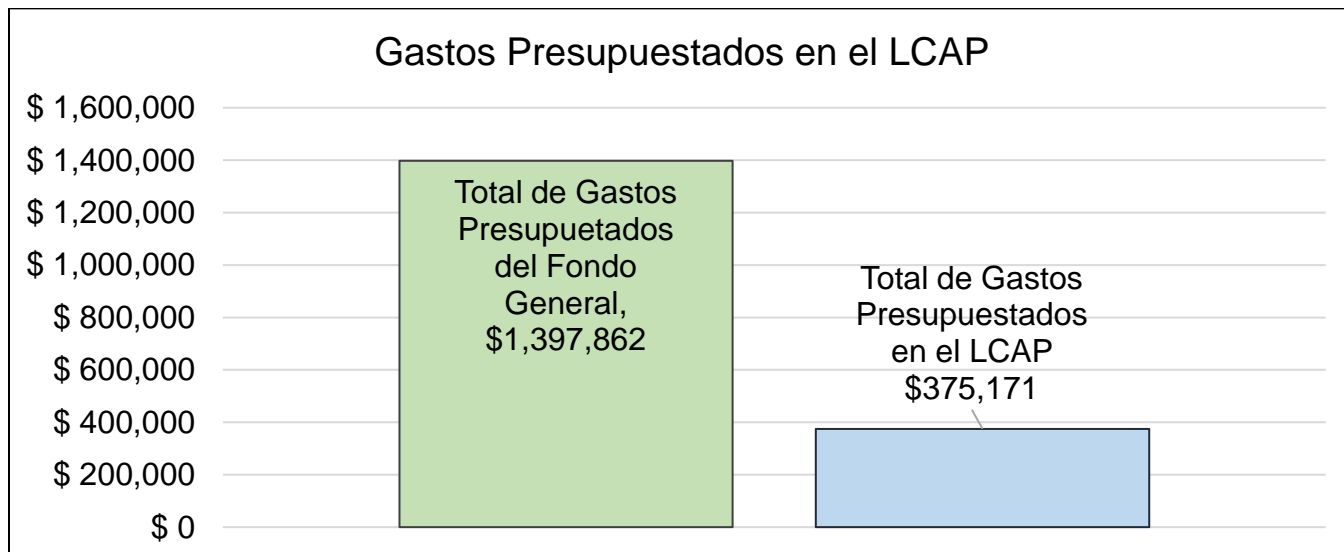 Gastos Presupuestados en el LCAP
$ 1,600,000
$ 1,400,000
$ 1,200,000
$ 1,000,000
$ 800,000
$ 600,000
$ 400,000
$ 200,000
$ 0
Total de Gastos
Presupuetados
del Fondo
General,
$1,397,862
Total de Gastos
Presupuestados
en el LCAP
$375,171